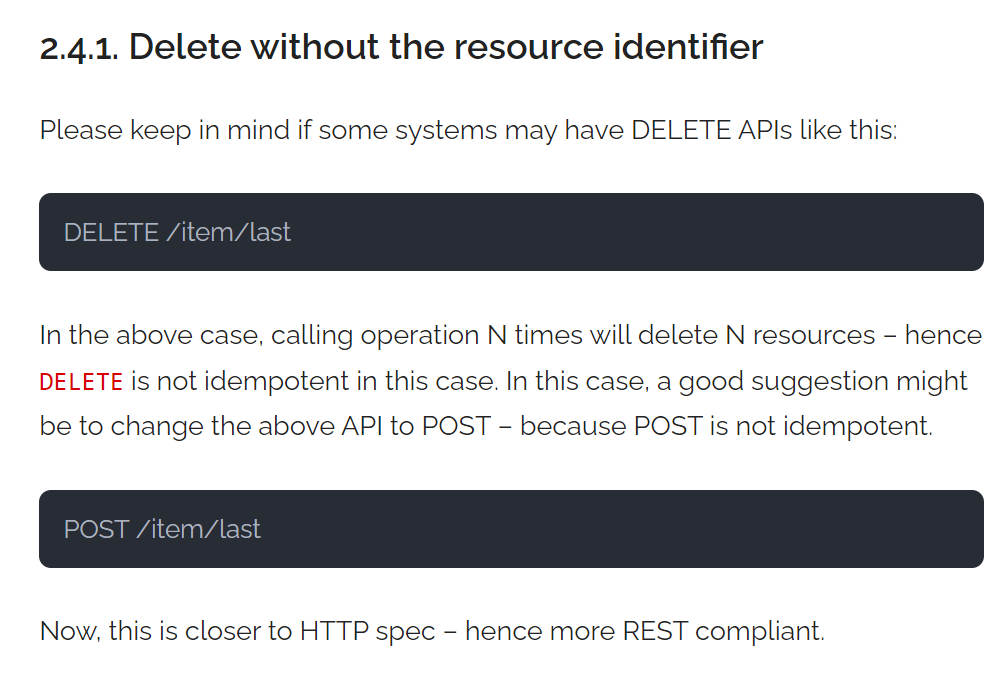 2.4.1. Delete without the resource identifier
Please keep in mind if some systems may have DELETE APIs like this:
DELETE /item/last
In the above case, calling operation N times will delete N resources – hence
DELETE is not idempotent in this case. In this case, a good suggestion might
be to change the above API to POST – because POST is not idempotent.
POST /item/last
Now, this is closer to HTTP spec – hence more REST compliant.